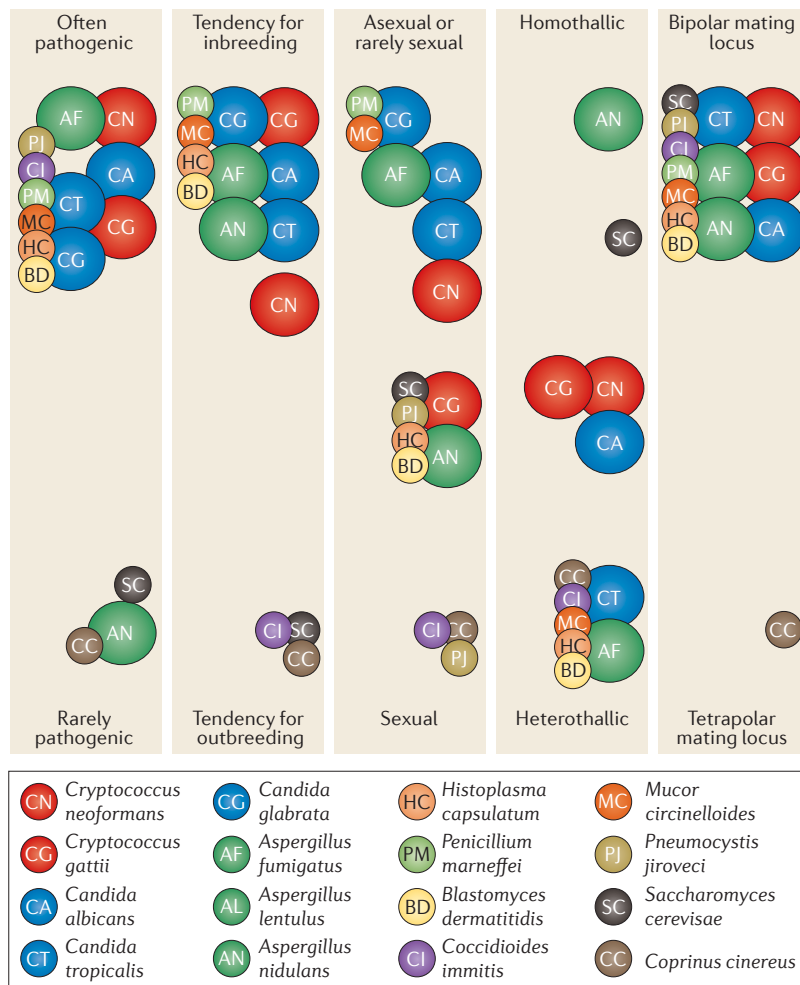 Often
pathogenic
Tendency for
inbreeding
Asexual or
rarely sexual
Homothallic
Bipolar mating
locus
AF
CN
PJ
CI
CA
PM
CT
MC
CG
HC
CG
BD
SC
AN
CC
PM
CG
CG
MC
HC
AF
CA
BD
AN
CT
CN
CI
SC
CC
PM
CG
MC
AF
CA
CT
CN
SC
CG
PJ
HC
AN
BD
CI
CC
PJ
AN
SC
CG
CN
CA
CC
CT
CI
MC
AF
HC
BD
SC
CT
CN
PJ
CI
PM
AF
CG
MC
HC
AN
CA
BD
CC
Rarely
pathogenic
Tendency for
outbreeding
Sexual
Heterothallic
Tetrapolar
mating locus
CN
Cryptococcus
neoformans
CG
Cryptococcus
gattii
CA
Candida
albicans
CT
Candida
tropicalis
CG
Candida
glabrata
AF
Aspergillus
fumigatus
AL
Aspergillus
lentulus
AN
Aspergillus
nidulans
HC
Histoplasma
capsulatum
PM
Penicillium
marneffei
BD
Blastomyces
dermatitidis
CI
Coccidioides
immitis
MC
Mucor
circinelloides
PJ
Pneumocystis
jiroveci
SC
Saccharomyces
cerevisae
CC
Coprinus cinereus